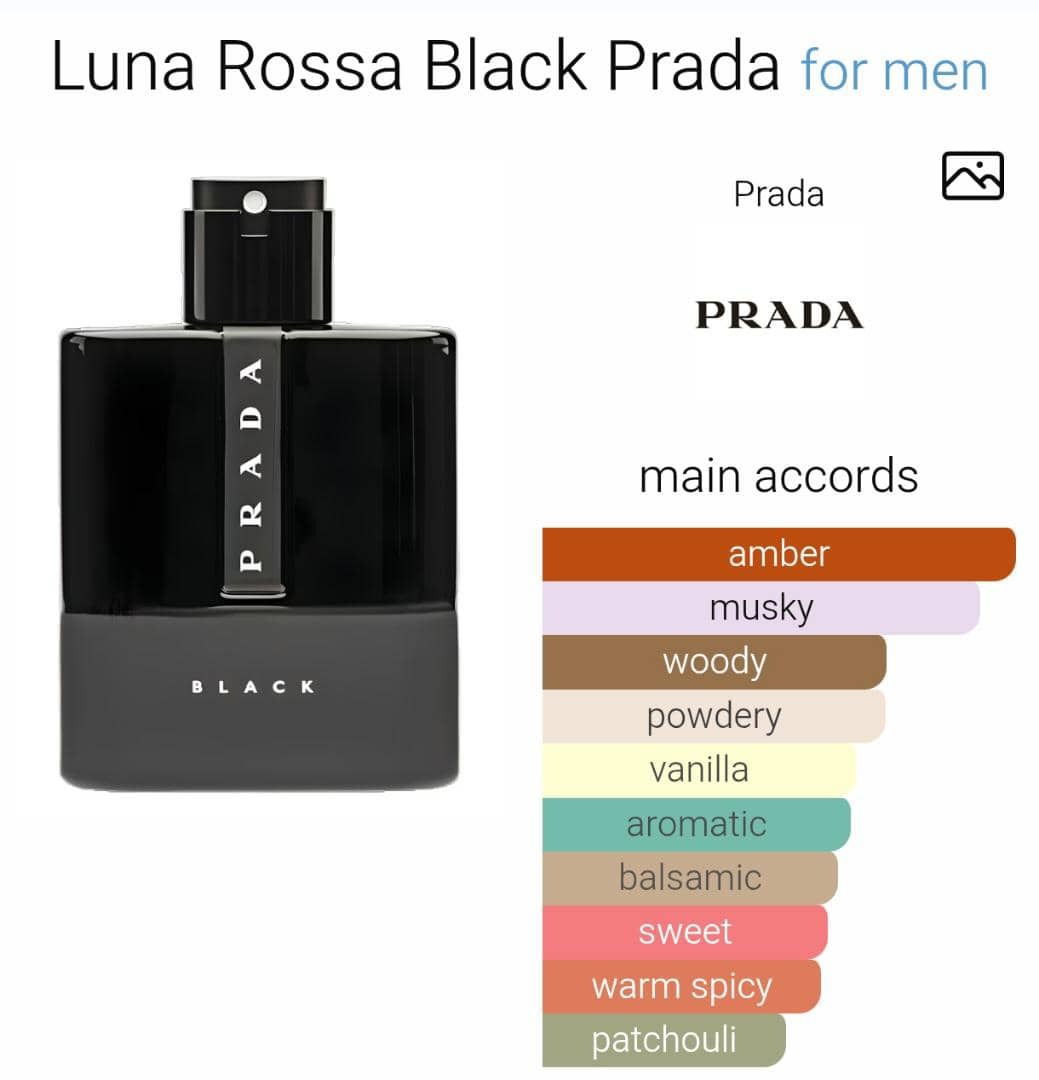 Luna Rossa Black Prada for men
Prada
PRADA
PRADA
BLACK
main accords
amber
musky
woody
powdery
vanilla
aromatic
balsamic
sweet
warm spicy
patchouli